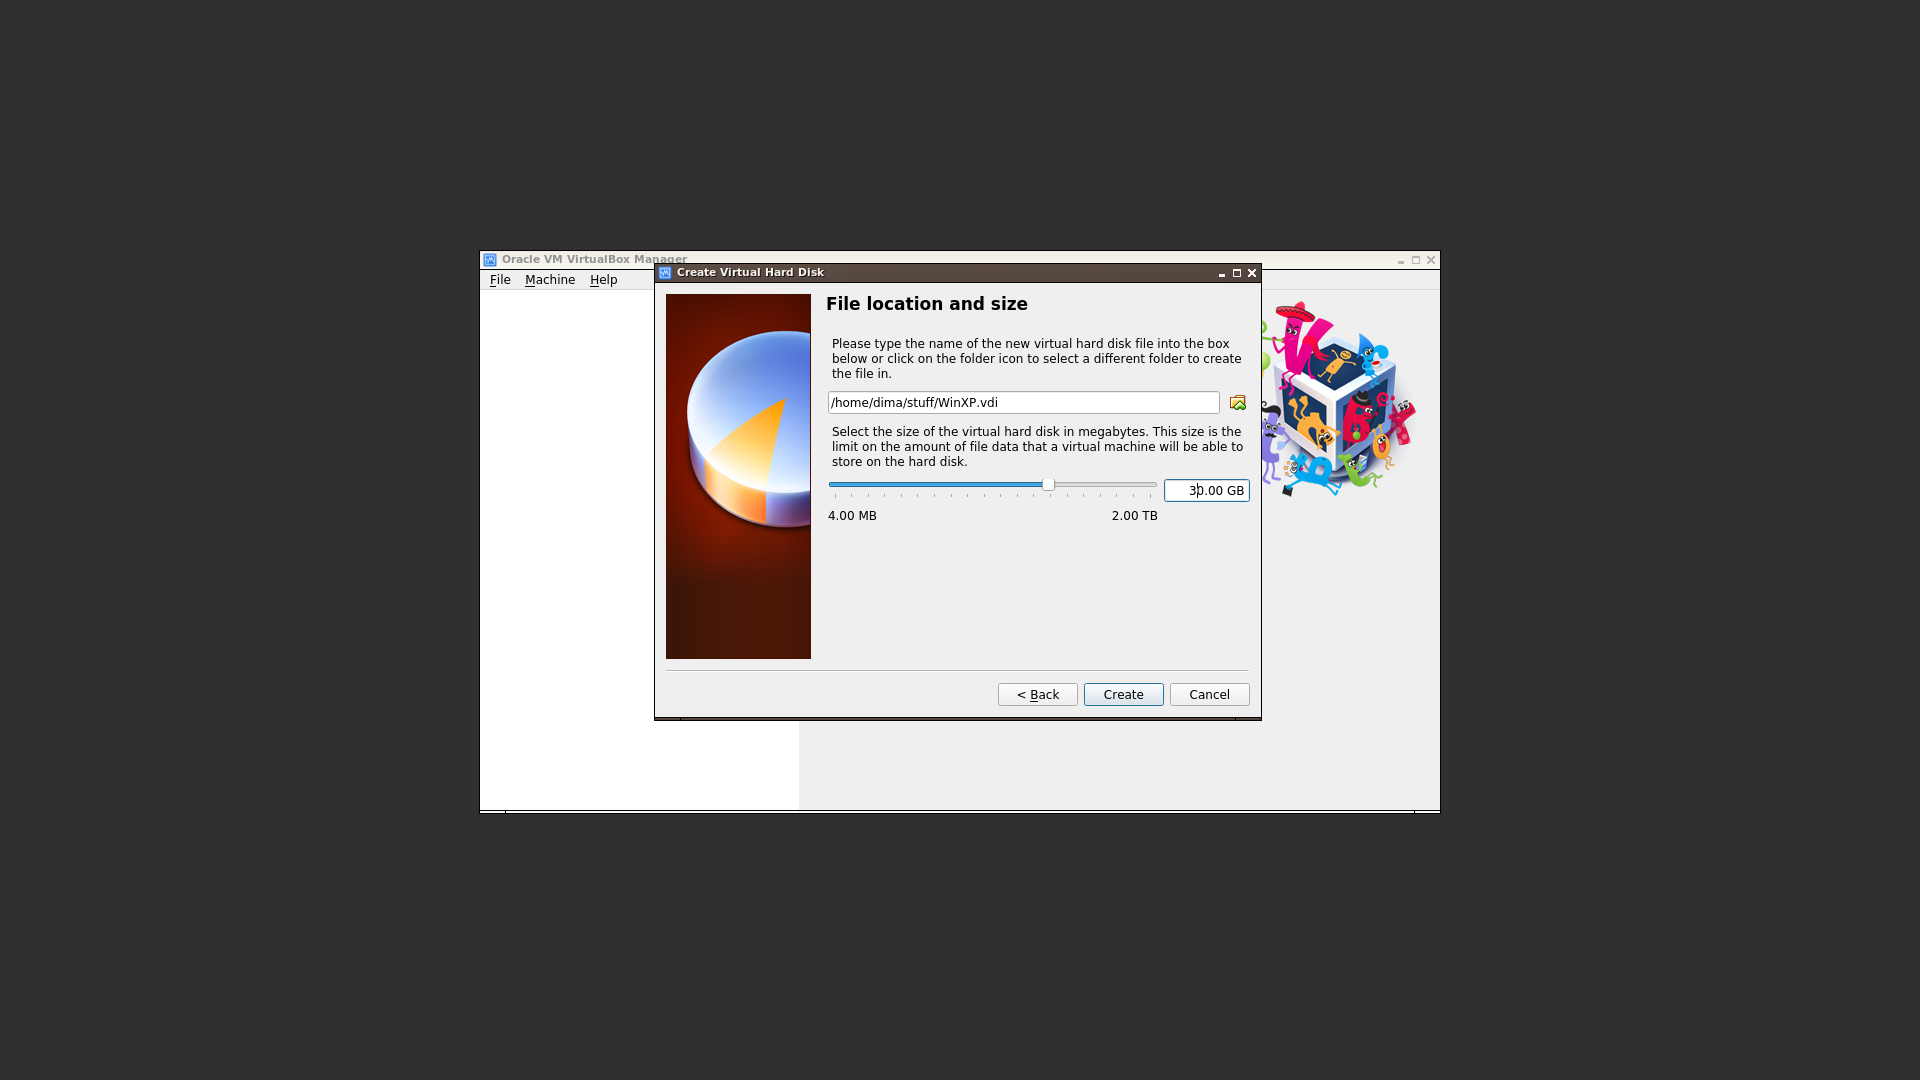 Oracle VM VirtualBox Manager
File Machine Help
Create Virtual Hard Disk
File location and size
Please type the name of the new virtual hard disk file into the box
below or click on the folder icon to select a different folder to create
the file in.
/home/dima/stuff/WinXP.vdi
Select the size of the virtual hard disk in megabytes. This size is the
limit on the amount of file data that a virtual machine will be able to
store on the hard disk.
30.00 GB
4.00 MB 2.00 TB
< Back Create Cancel